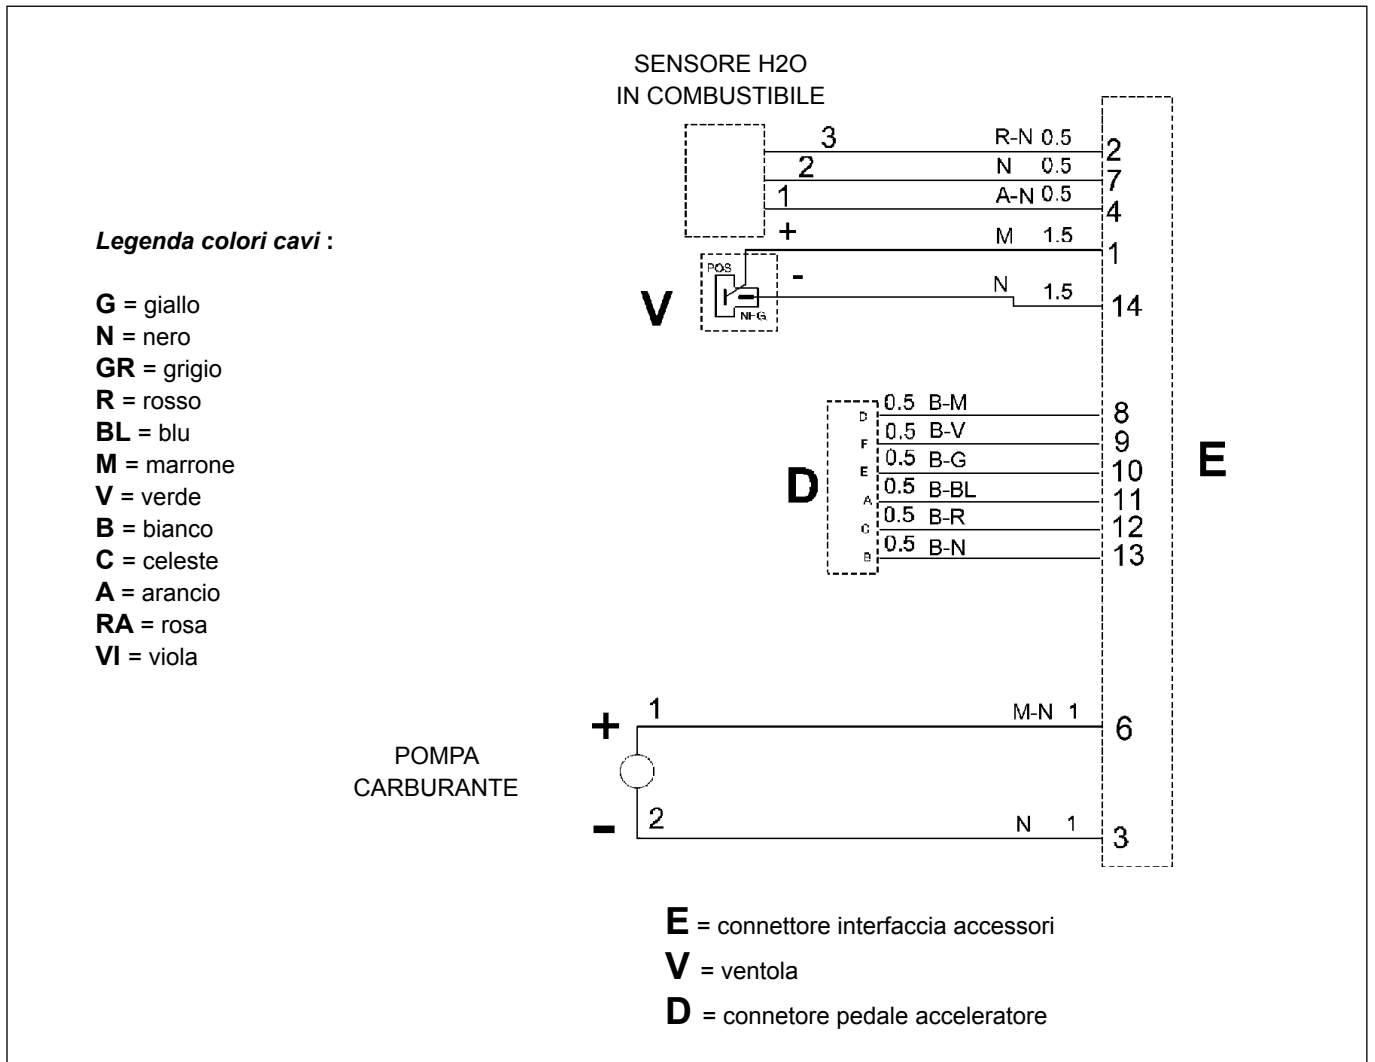 SENSORE H2O
IN COMBUSTIBILE
3 R-N 0.5 2
2 N 0.5 7
1 A-N 0.5 4
+ M 1.5 1
- N 1.5 14
POS
NEG
V
Legenda colori cavi :
G = giallo
N = nero
GR = grigio
R = rosso
BL = blu
M = marrone
V = verde
B = bianco
C = celeste
A = arancio
RA = rosa
VI = viola
D
D 0.5 B-M 8
F 0.5 B-V 9
E 0.5 B-G 10
A 0.5 B-BL 11
C 0.5 B-R 12
B 0.5 B-N 13
E
+ 1 M-N 1 6
POMPA
CARBURANTE
- 2 N 1 3
E = connettore interfaccia accessori
V = ventola
D = connetore pedale acceleratore